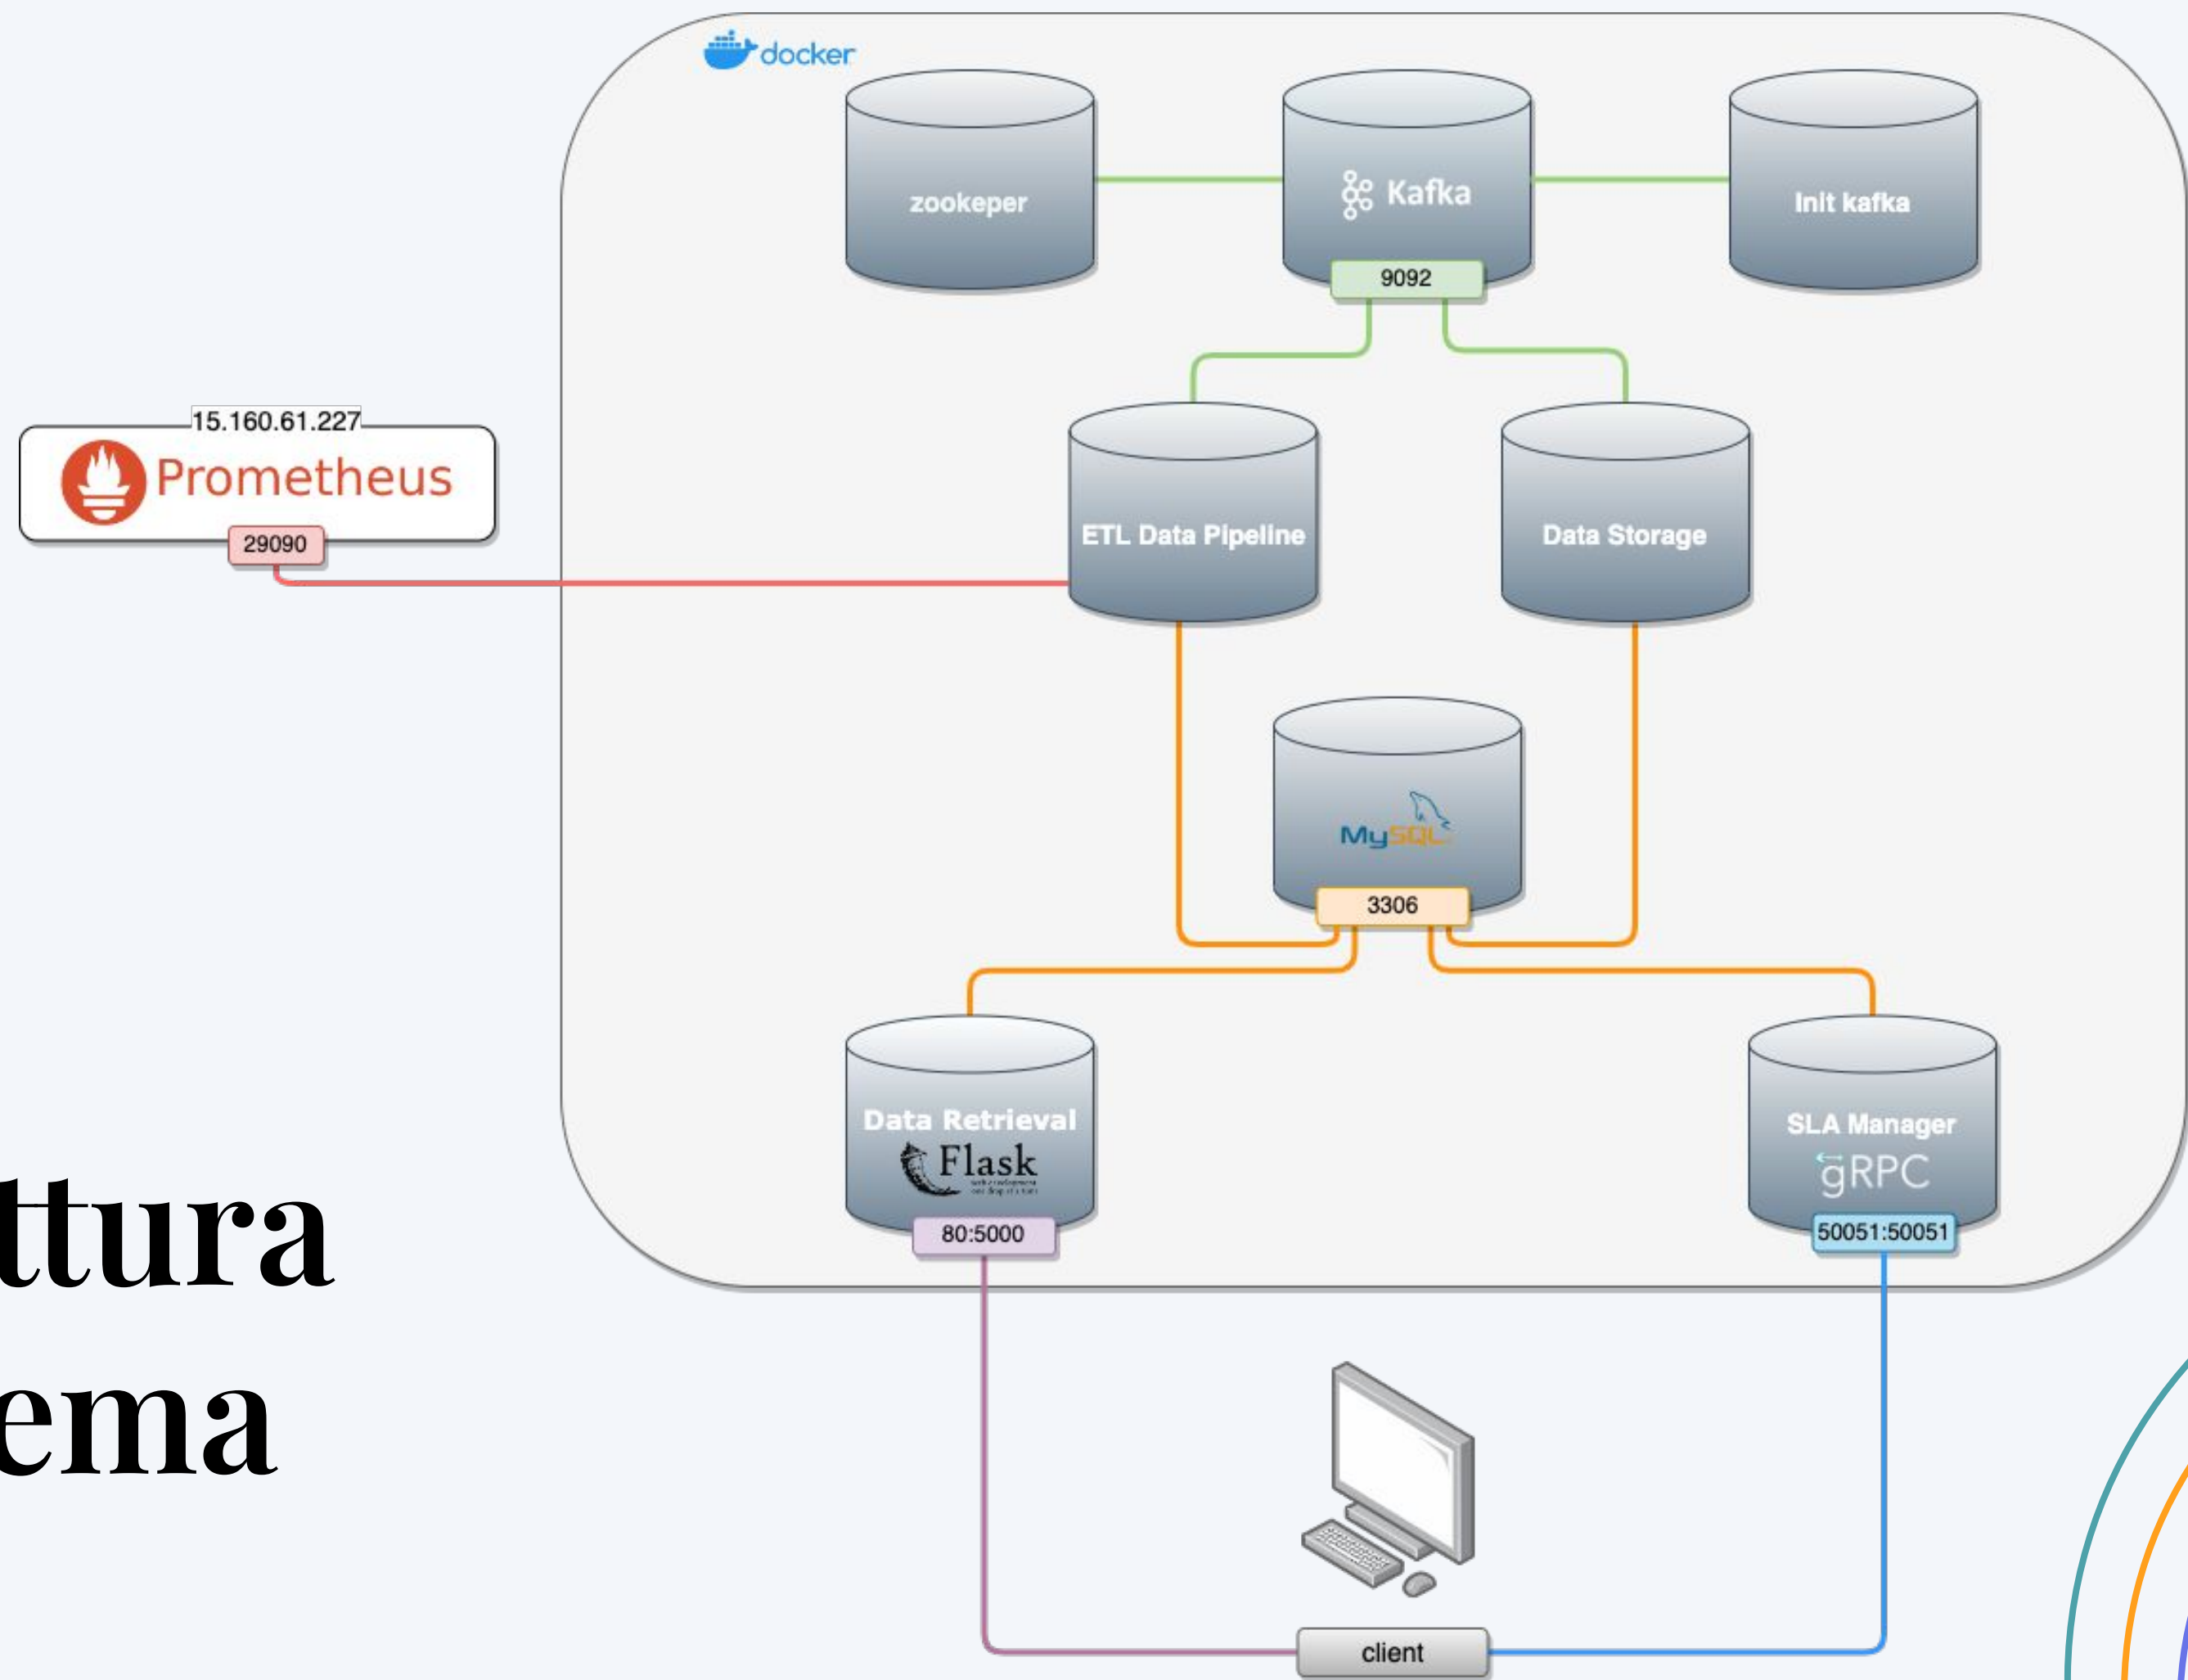 docker
zookeper
Kafka
Init kafka
9092
15.160.61.227
Prometheus
29090
ETL Data Pipeline
Data Storage
MySQL
3306
Data Retrieval
Flask
80:5000
SLA Manager
gRPC
50051:50051
ttura
ema
client